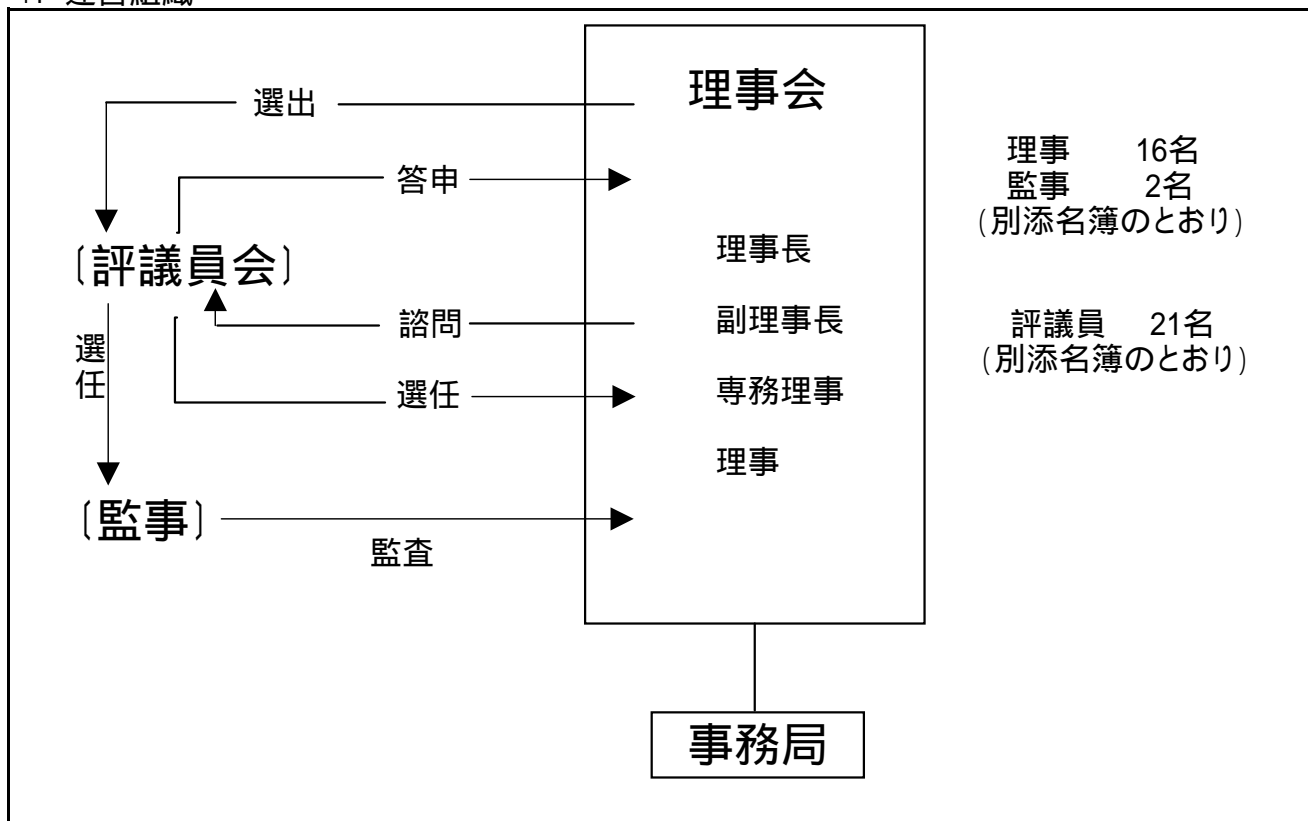 理事会
選出
答申
〔評議員会〕
諮問
選任
選任
〔監事〕
監査
理事長
副理事長
専務理事
理事
理事 16名
監事 2名
(別添名簿のとおり)
評議員 21名
(別添名簿のとおり)
事務局